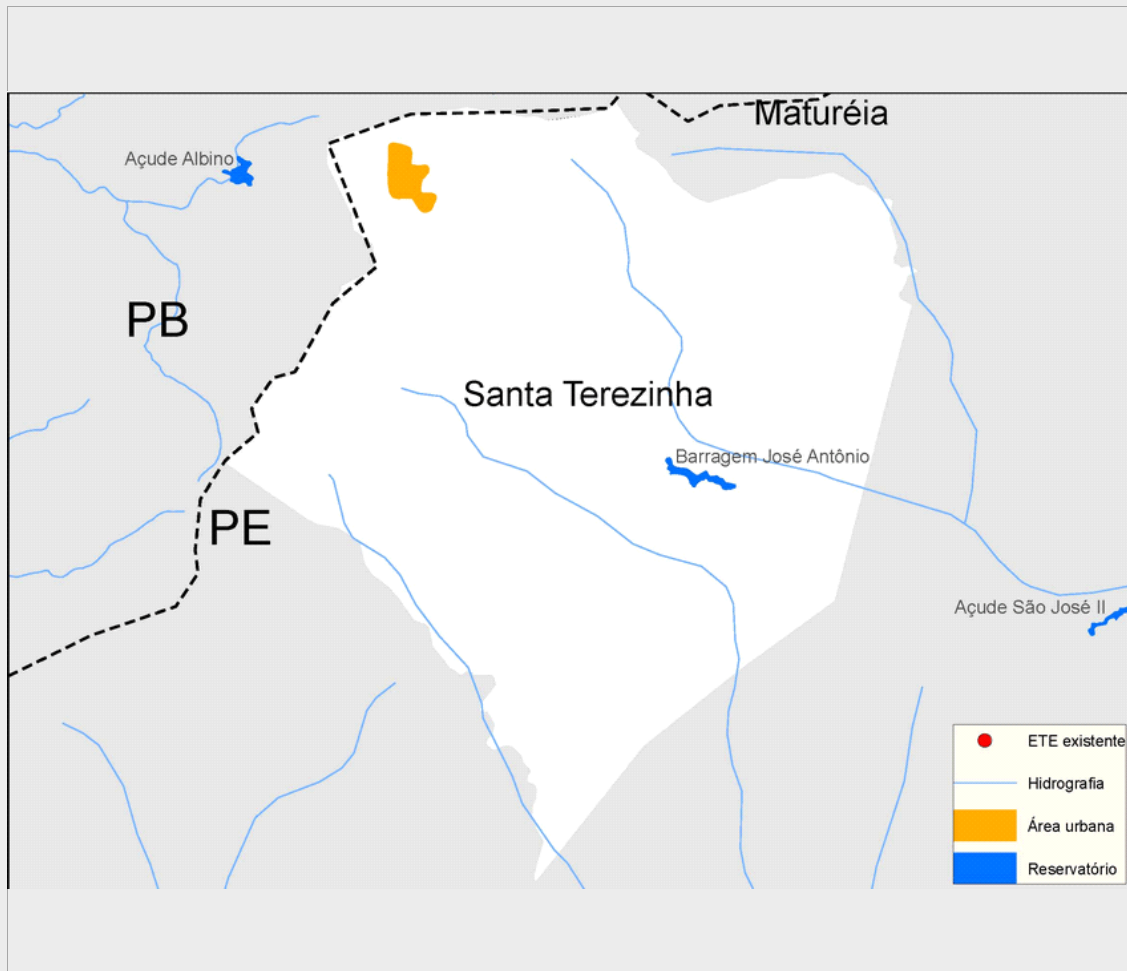 Maturéia
Açude Albino
PB
Santa Terezinha
Barragem José Antônio
PE
Açude São José II
ETE existente
Hidrografia
Área urbana
Reservatório